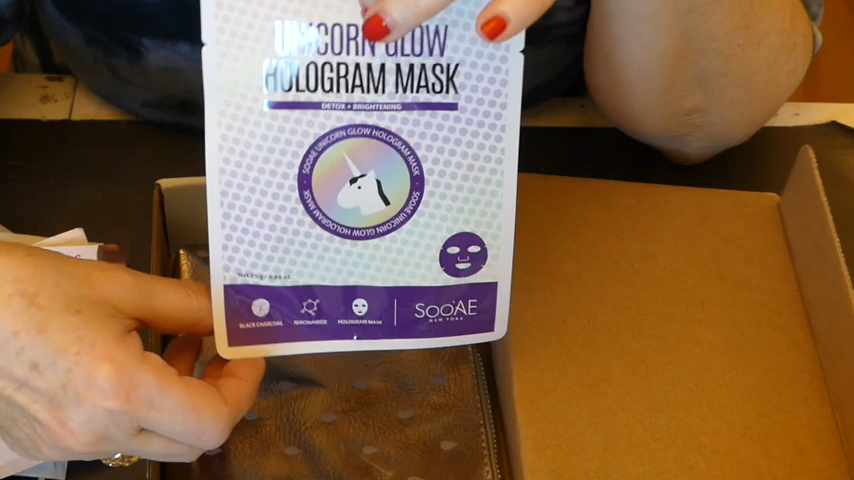 UNICORN GLOW
HOLOGRAM MASK
DETOX + BRIGHTENING
SOOAE UNICORN GLOW HOLOGRAM MASK
SOOAE UNICORN GLOW HOLOGRAM MASK
BLACK CHARCOAL
NIACINAMIDE
HOLOGRAM MASK
SOO'AE
NEW YORK